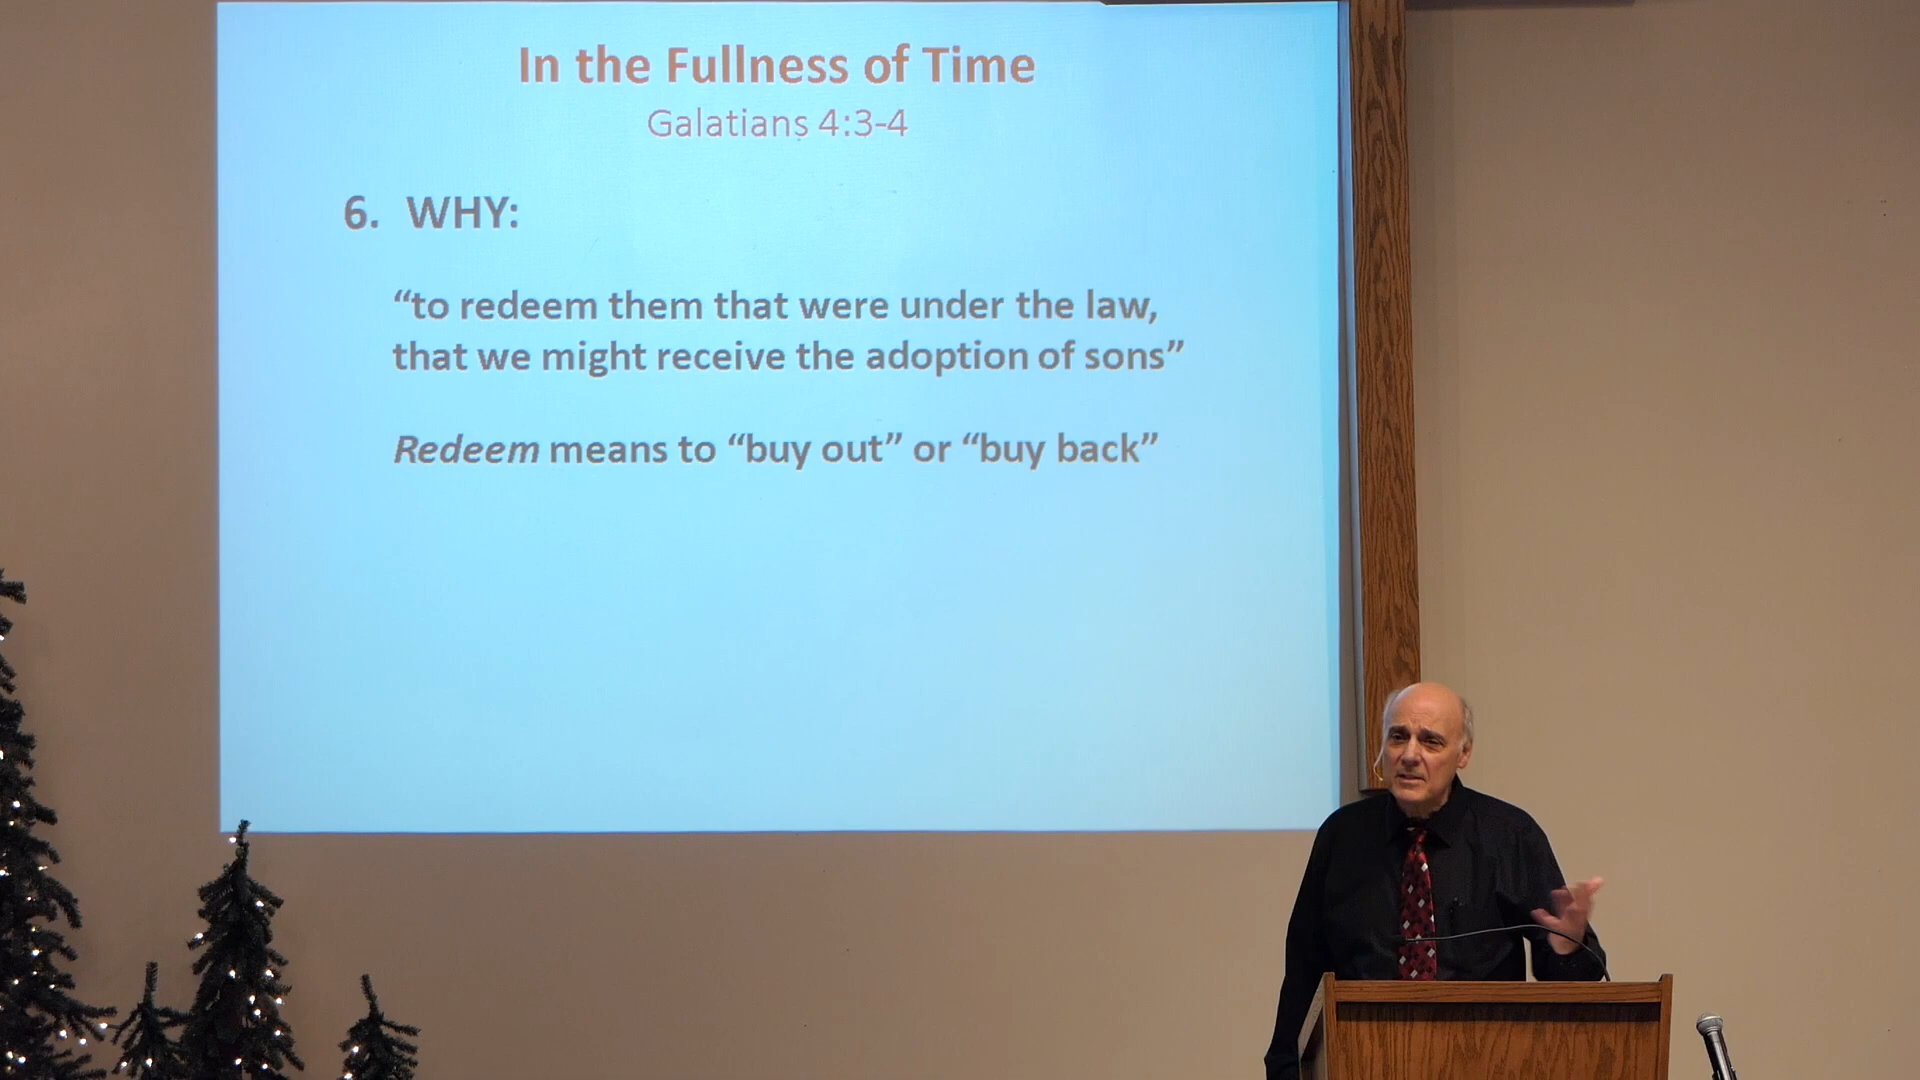 In the Fullness of Time
Galatians 4:3-4
6. WHY:
“to redeem them that were under the law,
that we might receive the adoption of sons”
Redeem means to “buy out” or “buy back”